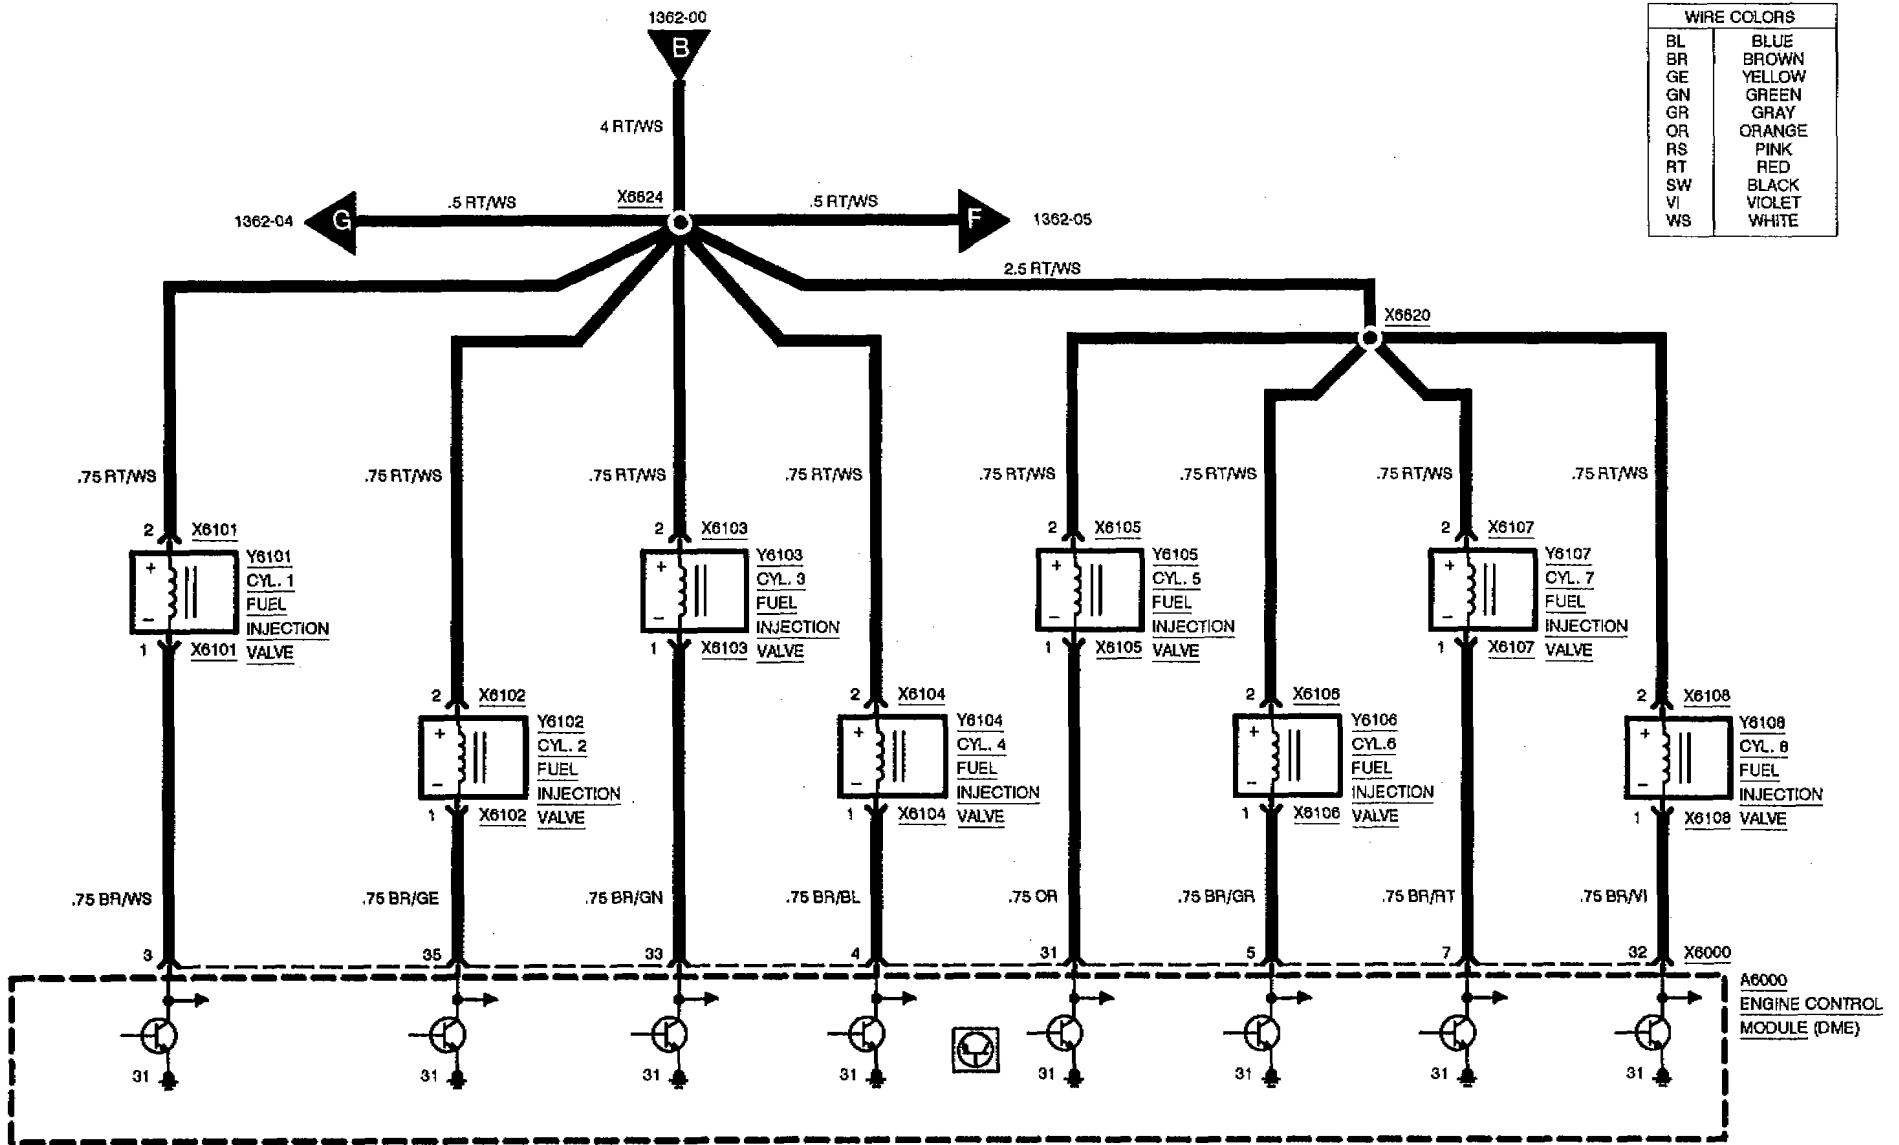 1362-00
B
4 RT/WS
X6824
.5 RT/WS
.5 RT/WS
1362-04
G
F
1362-05
2.5 RT/WS
X6820
WIRE COLORS
BL BLUE
BR BROWN
GE YELLOW
GN GREEN
GR GRAY
OR ORANGE
RS PINK
RT RED
SW BLACK
VI VIOLET
WS WHITE
.75 RT/WS
.75 RT/WS
.75 RT/WS
.75 RT/WS
.75 RT/WS
.75 RT/WS
.75 RT/WS
.75 RT/WS
2 X6101
+
−
Y6101
CYL. 1
FUEL
INJECTION
VALVE
1 X6101
2 X6103
+
−
Y6103
CYL. 3
FUEL
INJECTION
VALVE
1 X6103
2 X6105
+
−
Y6105
CYL. 5
FUEL
INJECTION
VALVE
1 X6105
2 X6107
+
−
Y6107
CYL. 7
FUEL
INJECTION
VALVE
1 X6107
2 X6102
+
−
Y6102
CYL. 2
FUEL
INJECTION
VALVE
1 X6102
2 X6104
+
−
Y6104
CYL. 4
FUEL
INJECTION
VALVE
1 X6104
2 X6106
+
−
Y6106
CYL.6
FUEL
INJECTION
VALVE
1 X6106
2 X6108
+
−
Y6108
CYL. 8
FUEL
INJECTION
VALVE
1 X6108
.75 BR/WS
.75 BR/GE
.75 BR/GN
.75 BR/BL
.75 OR
.75 BR/GR
.75 BR/RT
.75 BR/VI
3
35
33
4
31
5
7
32
X6000
A6000
ENGINE CONTROL
MODULE (DME)
31
31
31
31
31
31
31
31